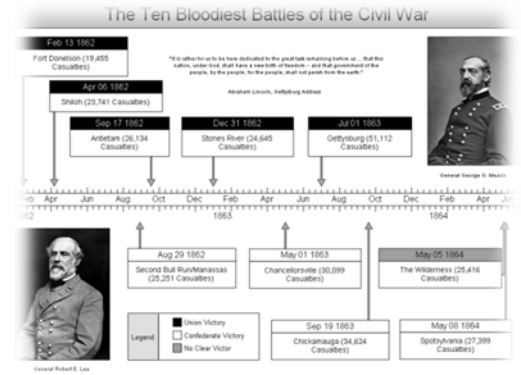 The Ten Bloodiest Battles of the Civil War
Feb 13 1862
Fort Donelson (19,455
Casualties)
"It is rather for us to be here dedicated to the great task remaining before us ... that this
nation, under God, shall have a new birth of freedom – and that government of the
people, by the people, for the people, shall not perish from the earth."
Abraham Lincoln, Gettysburg Address
Apr 06 1862
Shiloh (23,741 Casualties)
Sep 17 1862
Antietam (26,134
Casualties)
Dec 31 1862
Stones River (24,645
Casualties)
Jul 01 1863
Gettysburg (51,112
Casualties)
General George G. Meade
Feb Apr Jun Aug Oct Dec Feb Apr Jun Aug Oct Dec Feb Apr Jun
1863 1864
Aug 29 1862
Second Bull Run/Manassas
(25,251 Casualties)
May 01 1863
Chancellorsville (30,099
Casualties)
May 05 1864
The Wilderness (25,416
Casualties)
Sep 19 1863
Chickamauga (34,624
Casualties)
May 08 1864
Spotsylvania (27,399
Casualties)
Legend
Union Victory
Confederate Victory
No Clear Victor
General Robert E. Lee